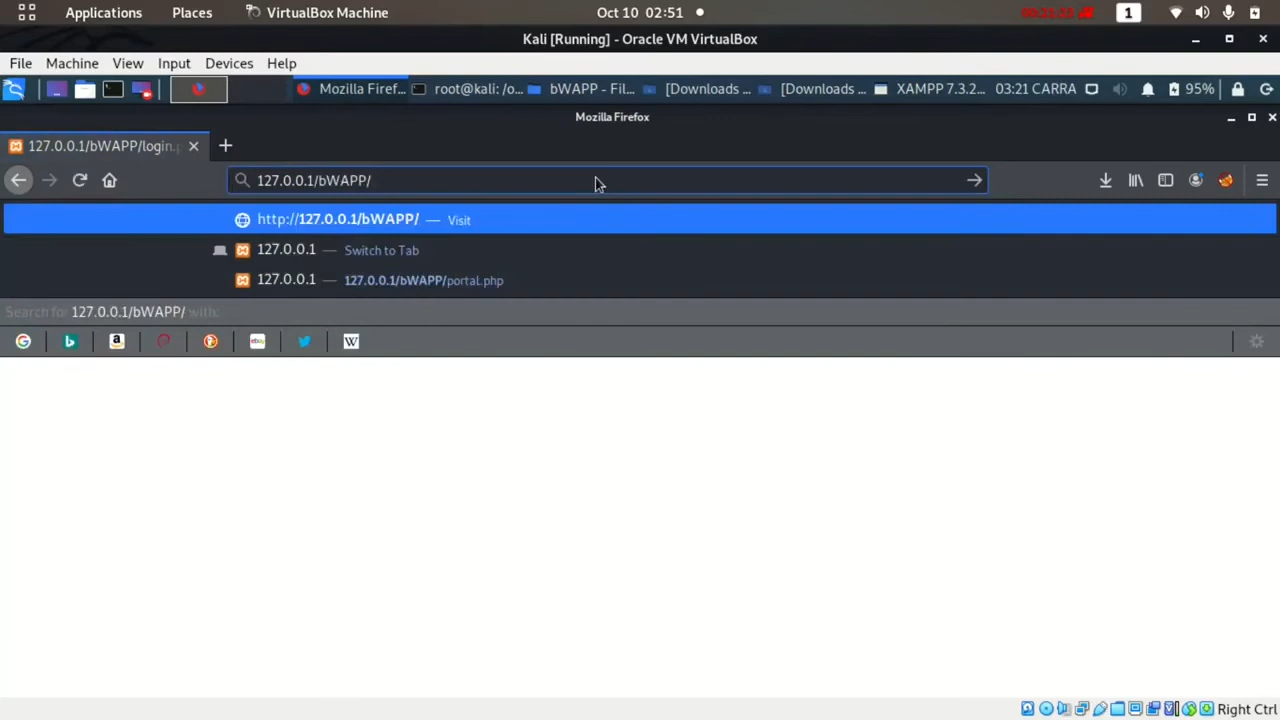 Applications Places VirtualBox Machine Oct 10 02:51 1
Kali [Running] - Oracle VM VirtualBox
File Machine View Input Devices Help
Mozilla Firef... root@kali: /o... bWAPP - Fil... [Downloads ... [Downloads ... XAMPP 7.3.2... 03:21 CARRA 95%
Mozilla Firefox
127.0.0.1/bWAPP/login.p
127.0.0.1/bWAPP/
http://127.0.0.1/bWAPP/ — Visit
127.0.0.1 — Switch to Tab
127.0.0.1 — 127.0.0.1/bWAPP/portal.php
Search for 127.0.0.1/bWAPP/ with:
Right Ctrl